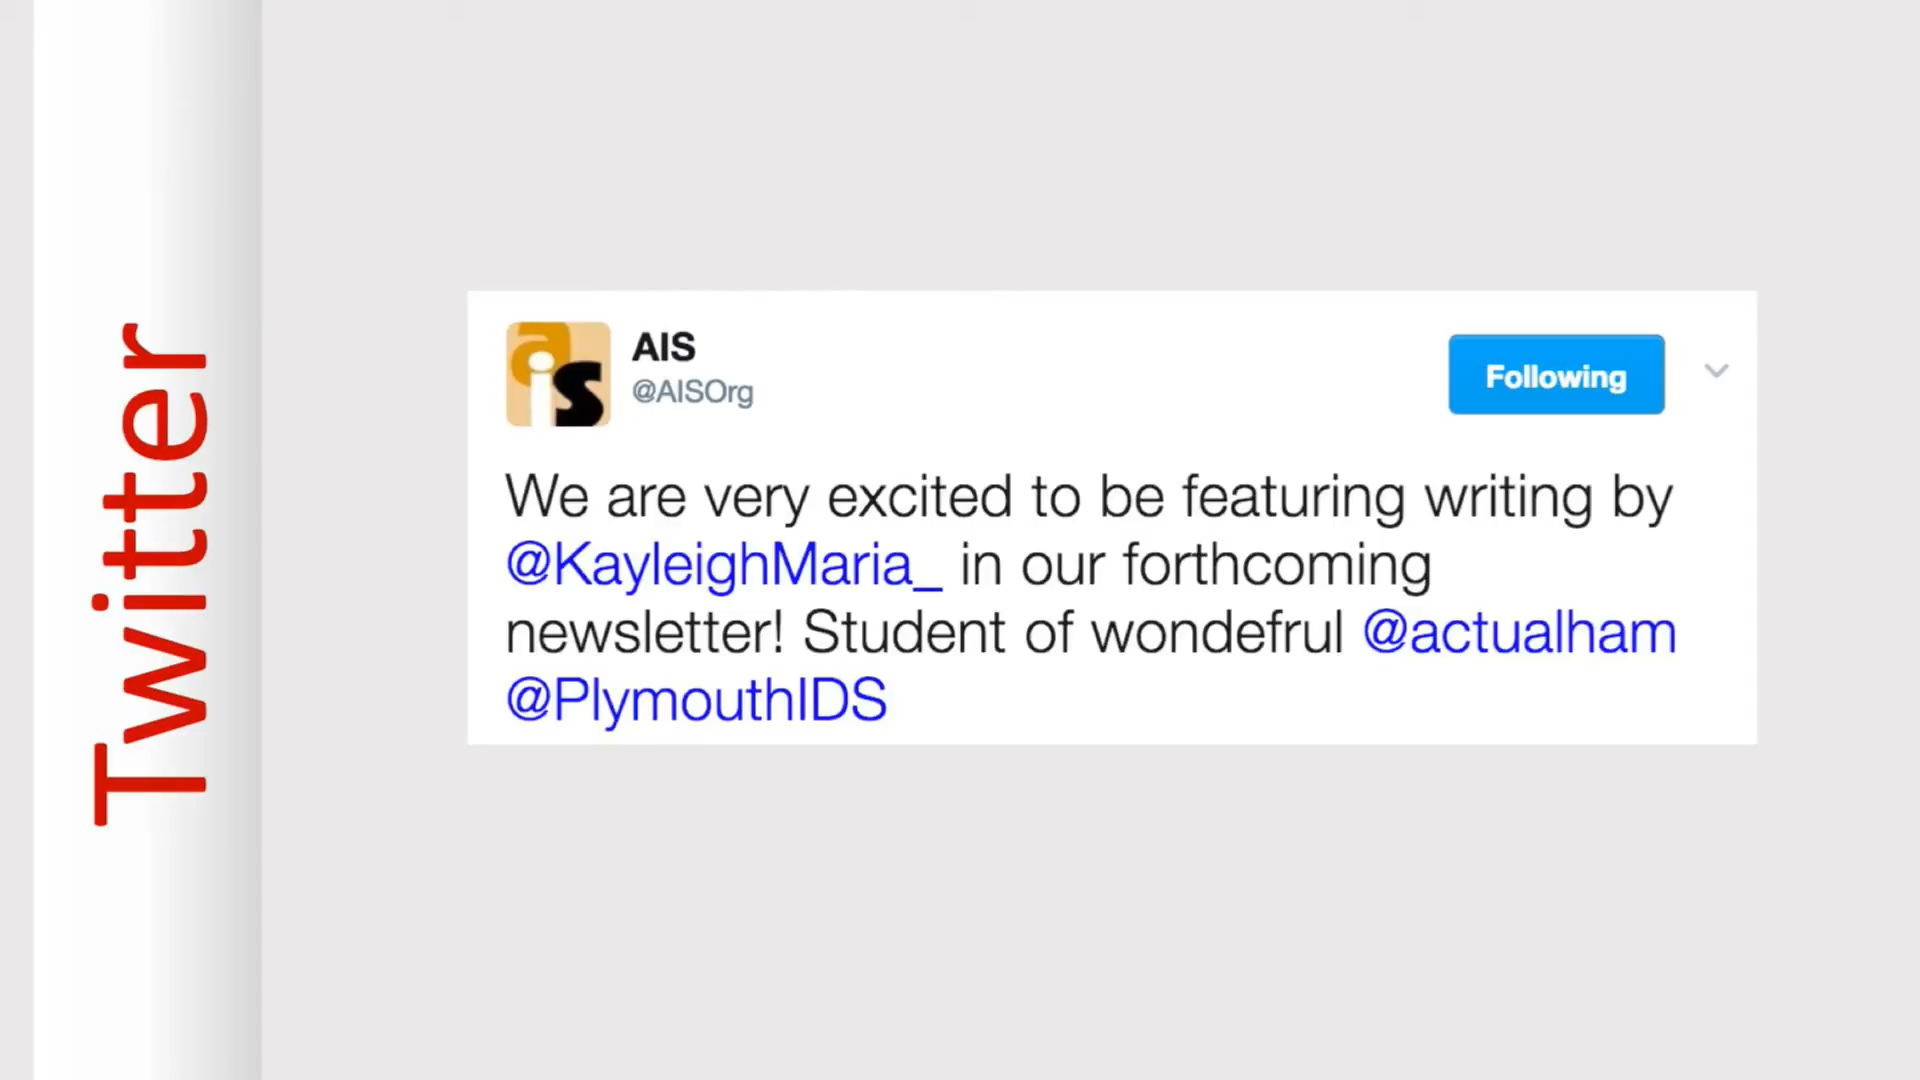 Twitter
ais
AIS
@AISOrg
Following
We are very excited to be featuring writing by
@KayleighMaria_ in our forthcoming
newsletter! Student of wondefrul @actualham
@PlymouthIDS